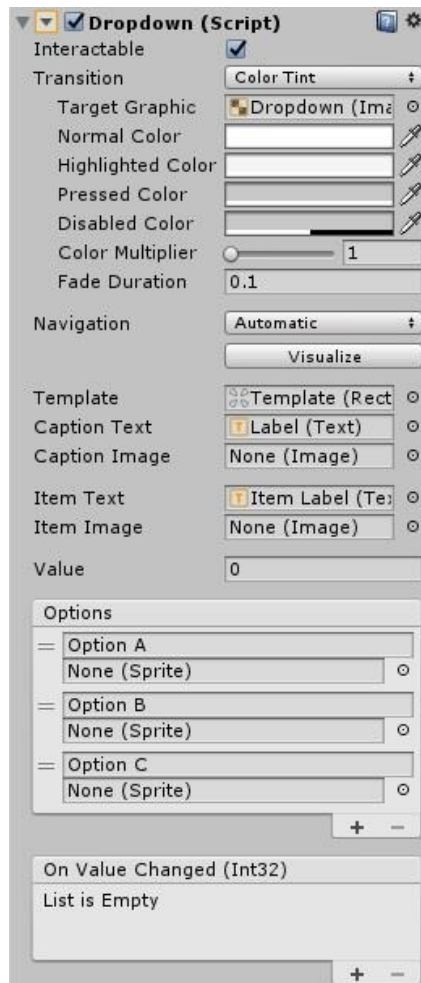 Dropdown (Script)
Interactable
Transition Color Tint
Target Graphic Dropdown (Ima
Normal Color
Highlighted Color
Pressed Color
Disabled Color
Color Multiplier 1
Fade Duration 0.1
Navigation Automatic
Visualize
Template Template (Rect
Caption Text Label (Text)
Caption Image None (Image)
Item Text Item Label (Te
Item Image None (Image)
Value 0
Options
Option A
None (Sprite)
Option B
None (Sprite)
Option C
None (Sprite)
On Value Changed (Int32)
List is Empty